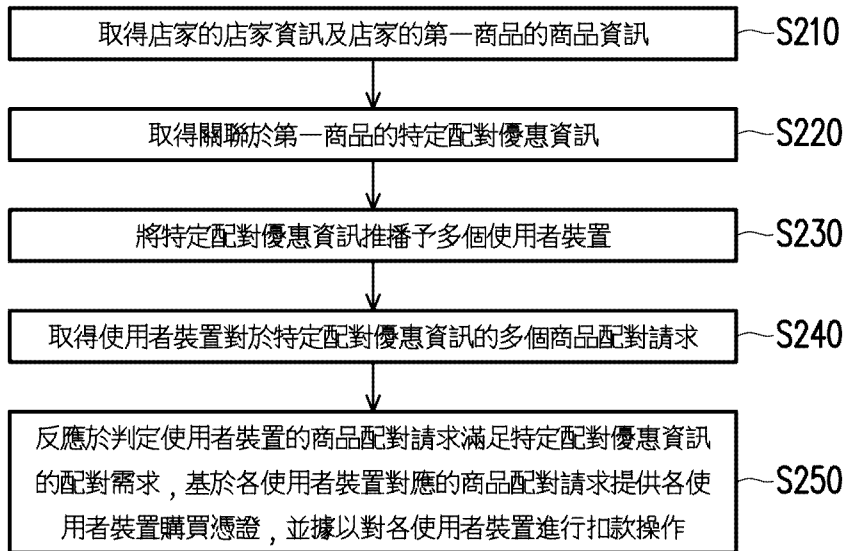 取得店家的店家資訊及店家的第一商品的商品資訊
S210
取得關聯於第一商品的特定配對優惠資訊
S220
將特定配對優惠資訊推播予多個使用者裝置
S230
取得使用者裝置對於特定配對優惠資訊的多個商品配對請求
S240
反應於判定使用者裝置的商品配對請求滿足特定配對優惠資訊
的配對需求,基於各使用者裝置對應的商品配對請求提供各使
用者裝置購買憑證,並據以對各使用者裝置進行扣款操作
S250